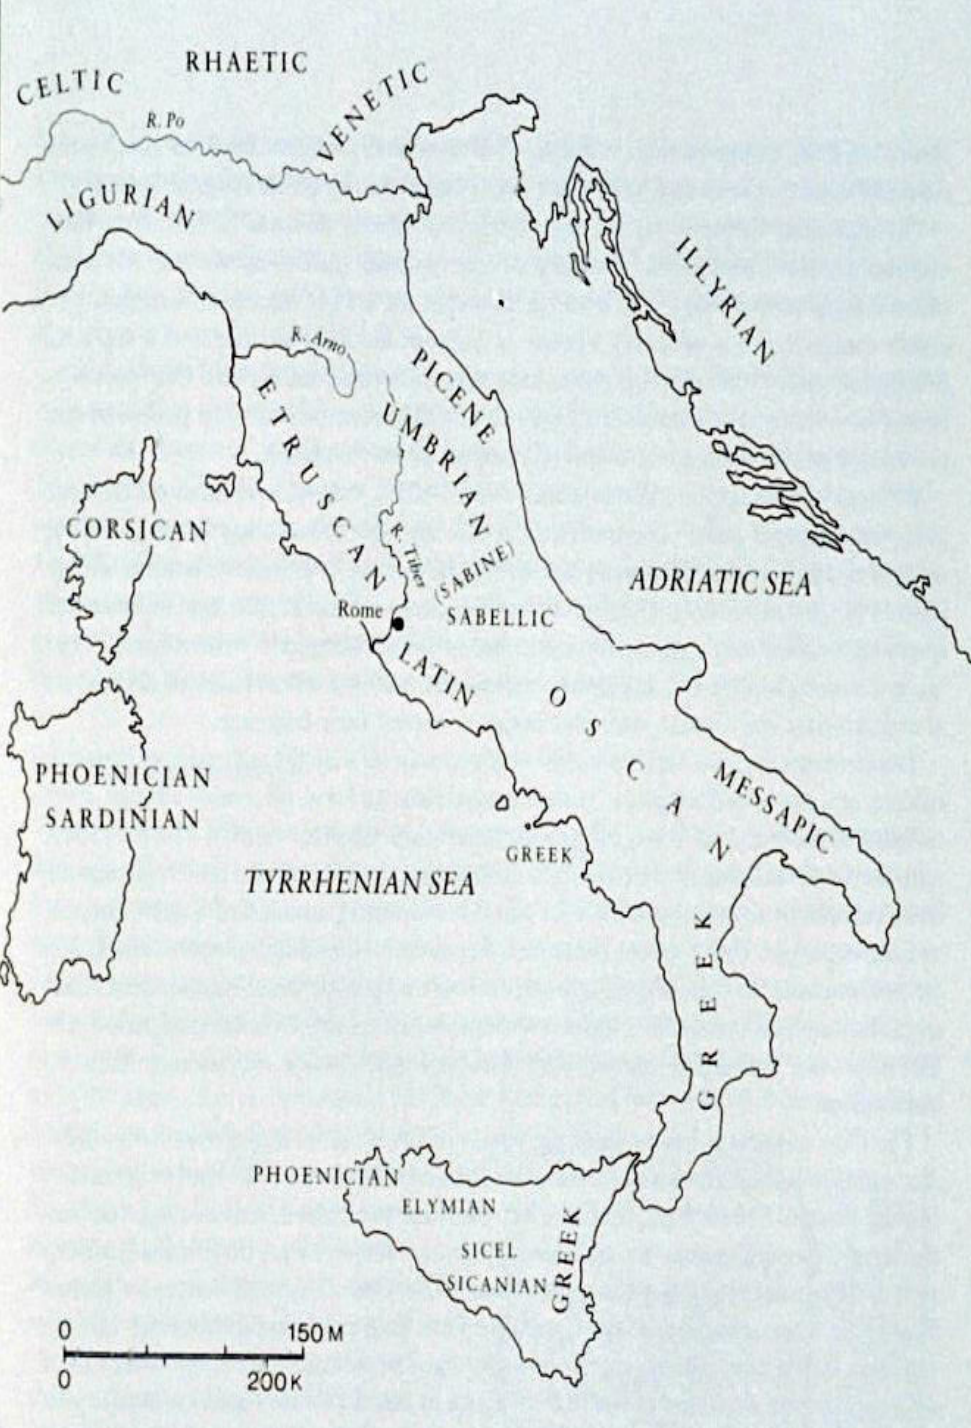 RHAETIC
CELTIC
VENETIC
R. Po
LIGURIAN
ILLYRIAN
R. Arno
PICENE
ETRUSCAN
UMBRIAN
CORSICAN
R. Tiber
(SABINE)
ADRIATIC SEA
Rome
SABELLIC
LATIN
OSCAN
PHOENICIAN
SARDINIAN
MESSAPIC
GREEK
TYRRHENIAN SEA
GREEK
PHOENICIAN
ELYMIAN
SICEL
SICANIAN
GREEK
0 150 M
0 200 K